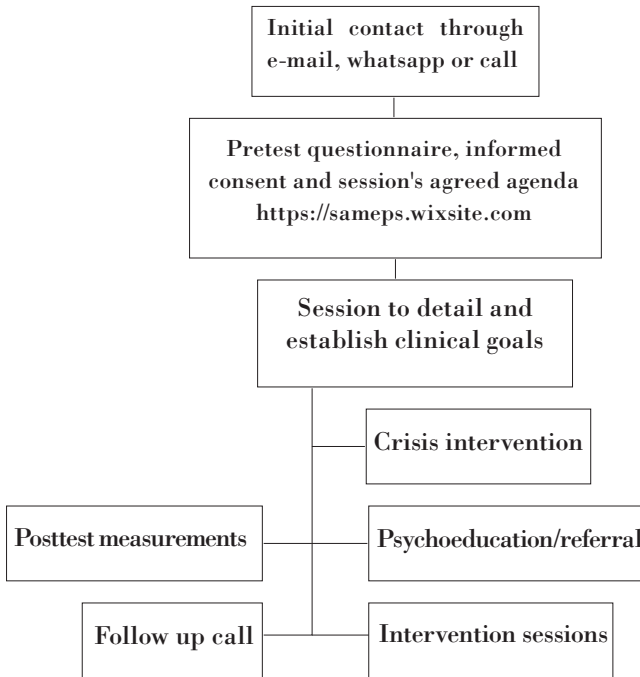 Initial contact through
e-mail, whatsapp or call
Pretest questionnaire, informed
consent and session's agreed agenda
https://sameps.wixsite.com
Session to detail and
establish clinical goals
Crisis intervention
Posttest measurements
Psychoeducation/referral
Follow up call
Intervention sessions